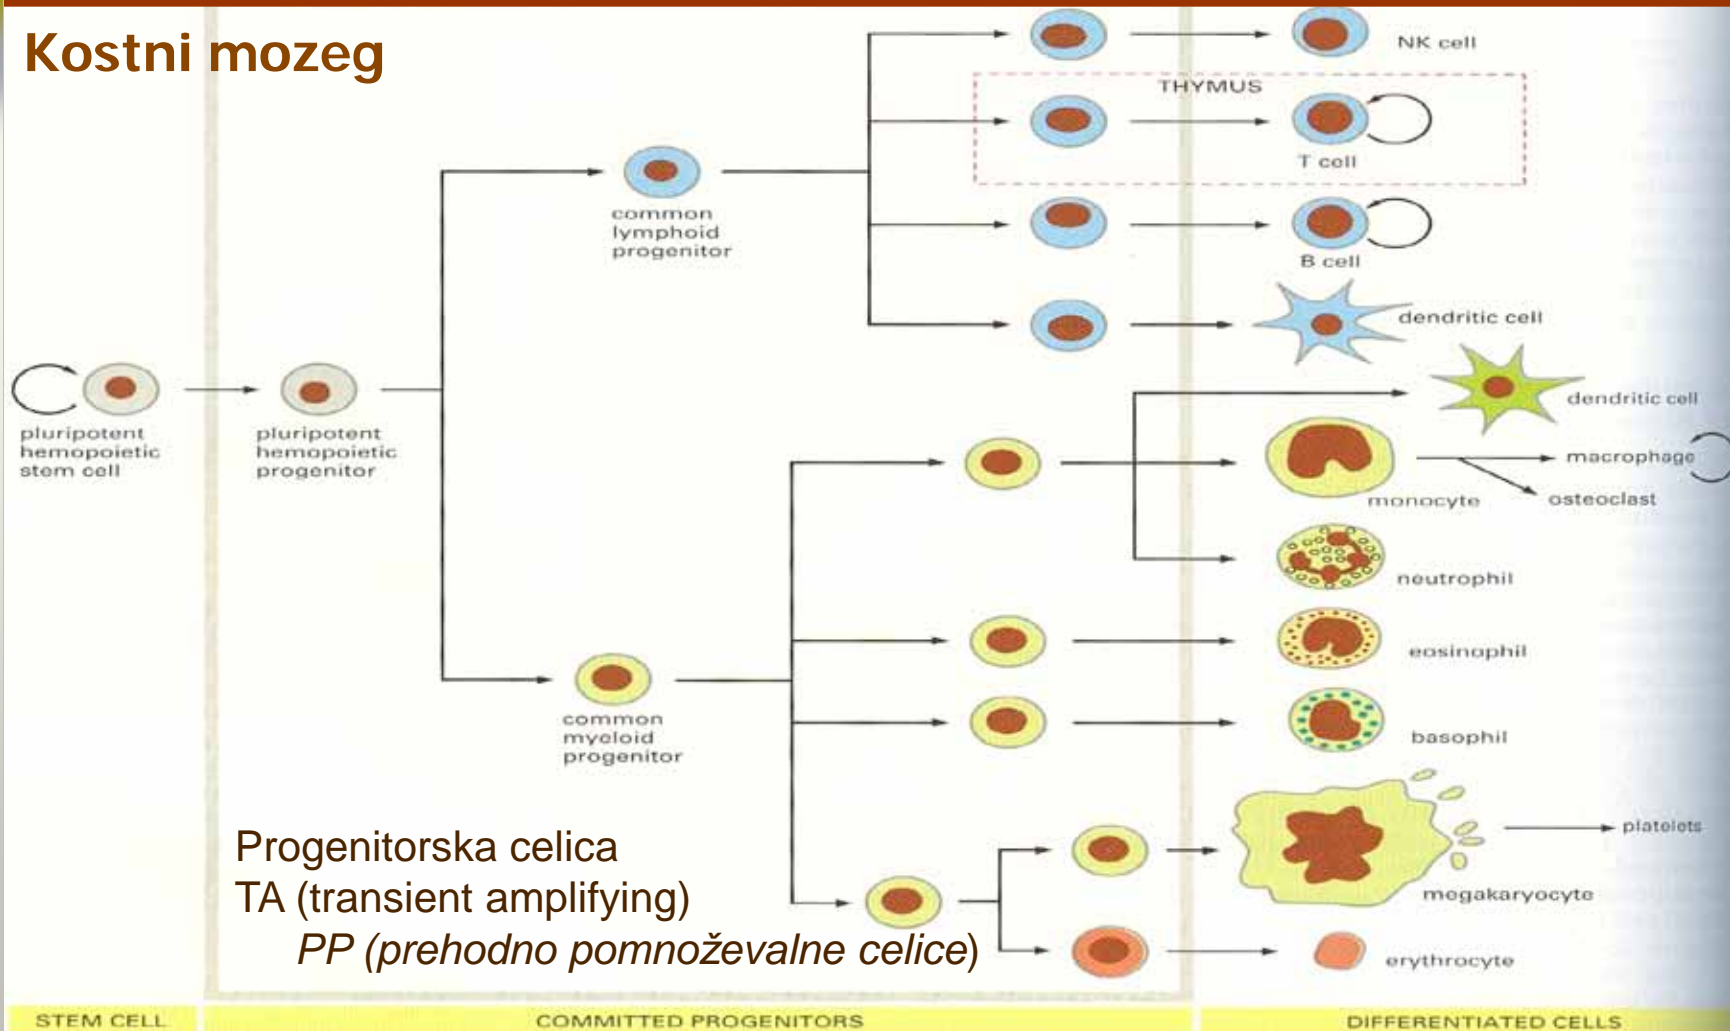 Kostni mozeg
NK cell
THYMUS
T cell
common
lymphoid
progenitor
B cell
dendritic cell
pluripotent
hemopoietic
stem cell
pluripotent
hemopoietic
progenitor
dendritic cell
macrophage
osteoclast
monocyte
neutrophil
eosinophil
common
myeloid
progenitor
basophil
platelets
megakaryocyte
erythrocyte
Progenitorska celica
TA (transient amplifying)
PP (prehodno pomnoževalne celice)
STEM CELL
COMMITTED PROGENITORS
DIFFERENTIATED CELLS